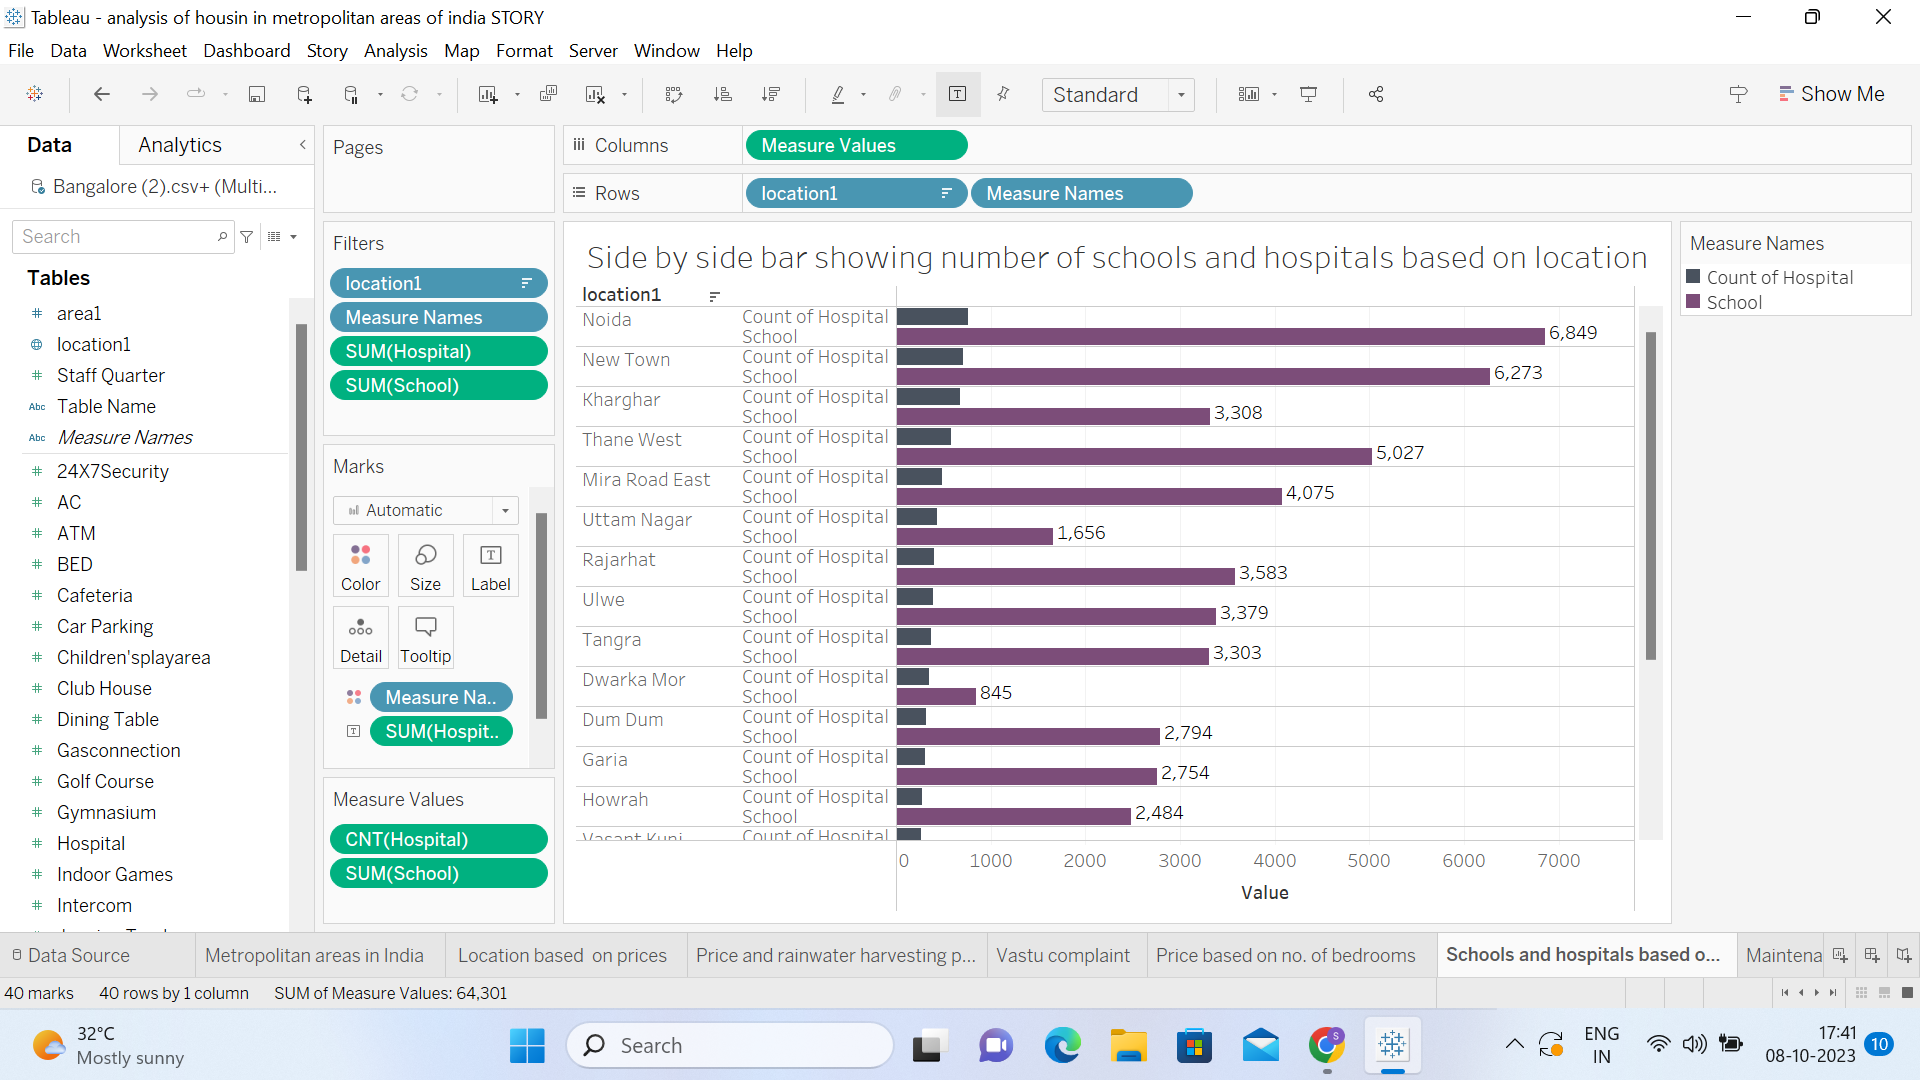 Tableau - analysis of housin in metropolitan areas of india STORY
File Data Worksheet Dashboard Story Analysis Map Format Server Window Help
Standard
Show Me
Data Analytics
Bangalore (2).csv+ (Multi...
Search
Tables
area1
location1
Staff Quarter
Abc Table Name
Abc Measure Names
24X7Security
AC
ATM
BED
Cafeteria
Car Parking
Children'splayarea
Club House
Dining Table
Gasconnection
Golf Course
Gymnasium
Hospital
Indoor Games
Intercom
Pages
Filters
location1
Measure Names
SUM(Hospital)
SUM(School)
Marks
Automatic
Color Size Label
Detail Tooltip
Measure Na..
SUM(Hospit..
Measure Values
CNT(Hospital)
SUM(School)
Columns Measure Values
Rows location1 Measure Names
Side by side bar showing number of schools and hospitals based on location
location1
Noida Count of Hospital
School 6,849
New Town Count of Hospital
School 6,273
Kharghar Count of Hospital
School 3,308
Thane West Count of Hospital
School 5,027
Mira Road East Count of Hospital
School 4,075
Uttam Nagar Count of Hospital
School 1,656
Rajarhat Count of Hospital
School 3,583
Ulwe Count of Hospital
School 3,379
Tangra Count of Hospital
School 3,303
Dwarka Mor Count of Hospital
School 845
Dum Dum Count of Hospital
School 2,794
Garia Count of Hospital
School 2,754
Howrah Count of Hospital
School 2,484
Vasant Kunj Count of Hospital
0 1000 2000 3000 4000 5000 6000 7000
Value
Measure Names
Count of Hospital
School
Data Source Metropolitan areas in India Location based on prices Price and rainwater harvesting p... Vastu complaint Price based on no. of bedrooms Schools and hospitals based o... Maintena
40 marks 40 rows by 1 column SUM of Measure Values: 64,301
32°C
Mostly sunny
Search
ENG
IN
17:41
08-10-2023
10